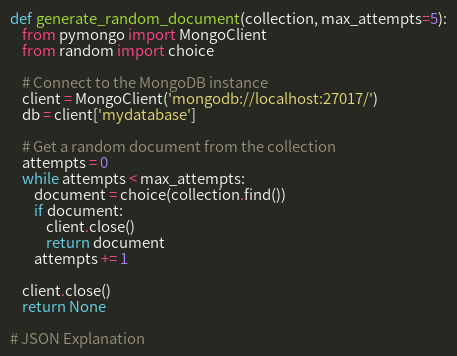 def generate_random_document(collection, max_attempts=5):
from pymongo import MongoClient
from random import choice
# Connect to the MongoDB instance
client = MongoClient('mongodb://localhost:27017/')
db = client['mydatabase']
# Get a random document from the collection
attempts = 0
while attempts < max_attempts:
document = choice(collection.find())
if document:
client.close()
return document
attempts += 1
client.close()
return None
# JSON Explanation